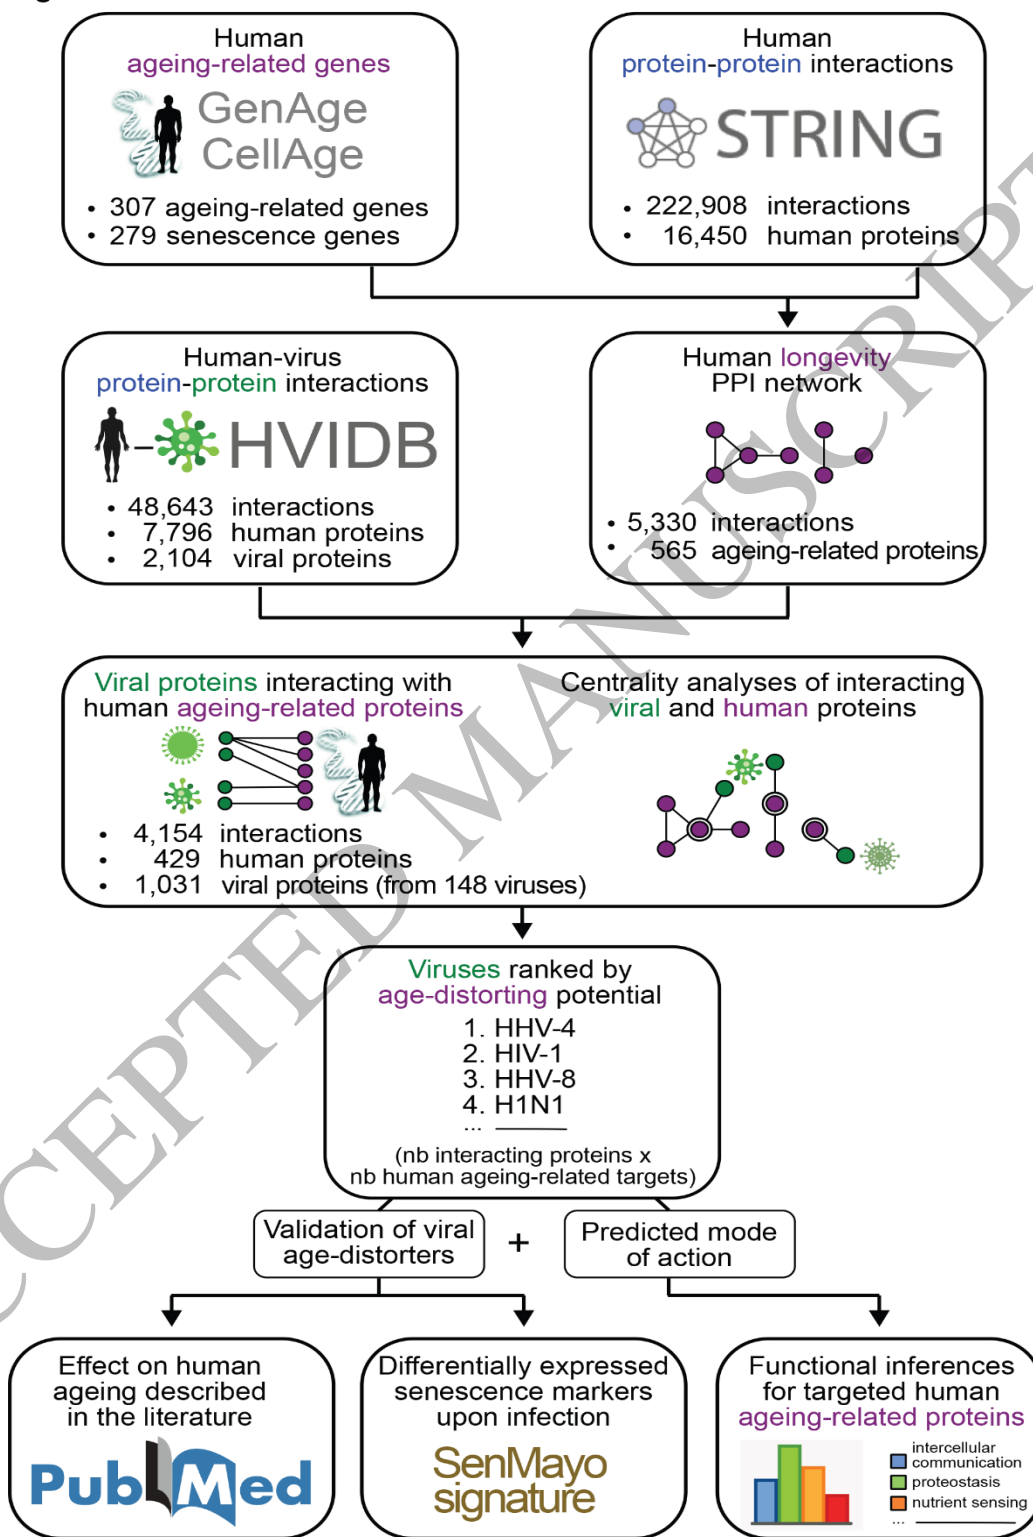 Human
ageing-related genes
GenAge
CellAge
• 307 ageing-related genes
• 279 senescence genes
Human
protein-protein interactions
STRING
• 222,908 interactions
• 16,450 human proteins
Human-virus
protein-protein interactions
HVIDB
• 48,643 interactions
• 7,796 human proteins
• 2,104 viral proteins
Human longevity
PPI network
• 5,330 interactions
• 565 ageing-related proteins
Viral proteins interacting with
human ageing-related proteins
• 4,154 interactions
• 429 human proteins
• 1,031 viral proteins (from 148 viruses)
Centrality analyses of interacting
viral and human proteins
Viruses ranked by
age-distorting potential
1. HHV-4
2. HIV-1
3. HHV-8
4. H1N1
...
(nb interacting proteins x
nb human ageing-related targets)
Validation of viral
age-distorters
+
Predicted mode
of action
Effect on human
ageing described
in the literature
PubMed
Differentially expressed
senescence markers
upon infection
SenMayo
signature
Functional inferences
for targeted human
ageing-related proteins
intercellular
communication
proteostasis
nutrient sensing
...
CCEPTED MANUSCRIPT